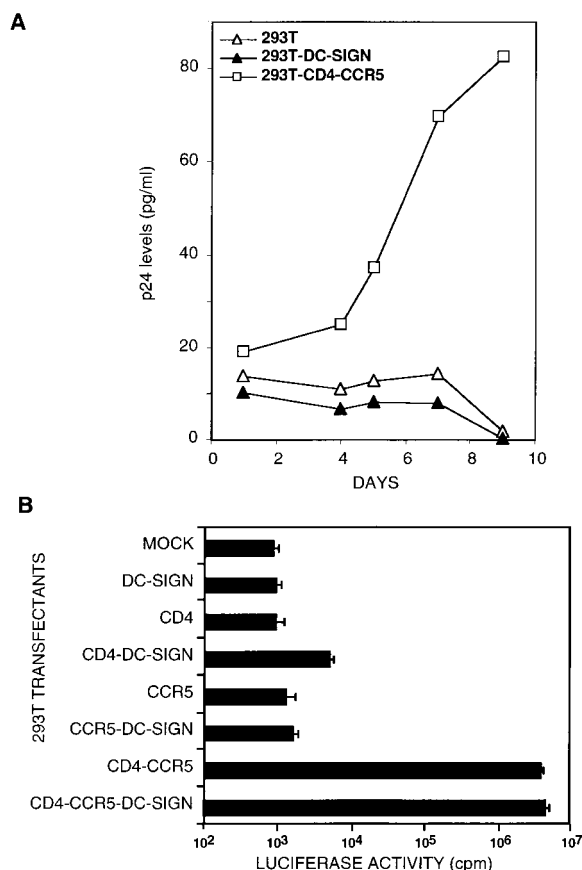 A
293T
293T-DC-SIGN
293T-CD4-CCR5
80
60
40
20
0
p24 levels (pg/ml)
0 2 4 6 8 10
DAYS
B
293T TRANSFECTANTS
MOCK
DC-SIGN
CD4
CD4-DC-SIGN
CCR5
CCR5-DC-SIGN
CD4-CCR5
CD4-CCR5-DC-SIGN
10² 10³ 10⁴ 10⁵ 10⁶ 10⁷
LUCIFERASE ACTIVITY (cpm)